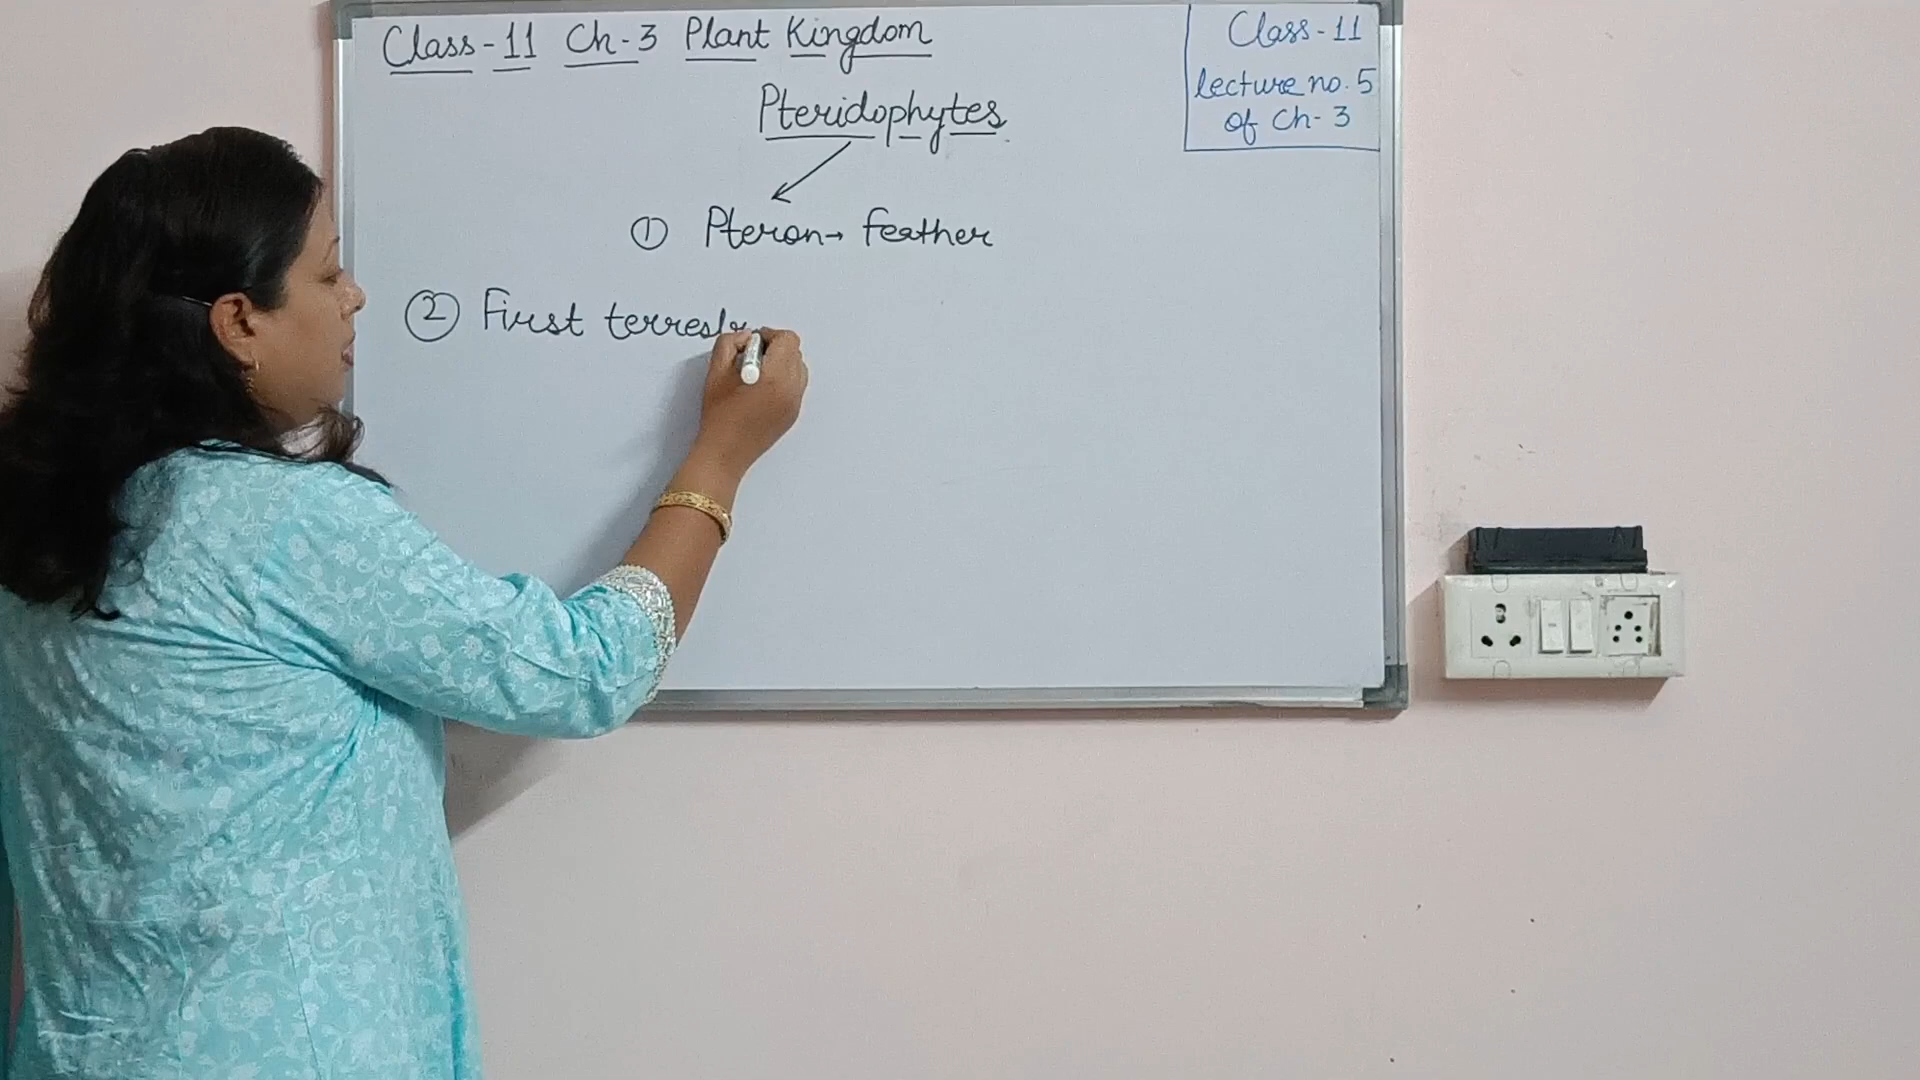 Class-11 Ch-3 Plant Kingdom
Pteridophytes.
① Pteron→ feather
② First
Class-11
lecture no. 5
of Ch-3